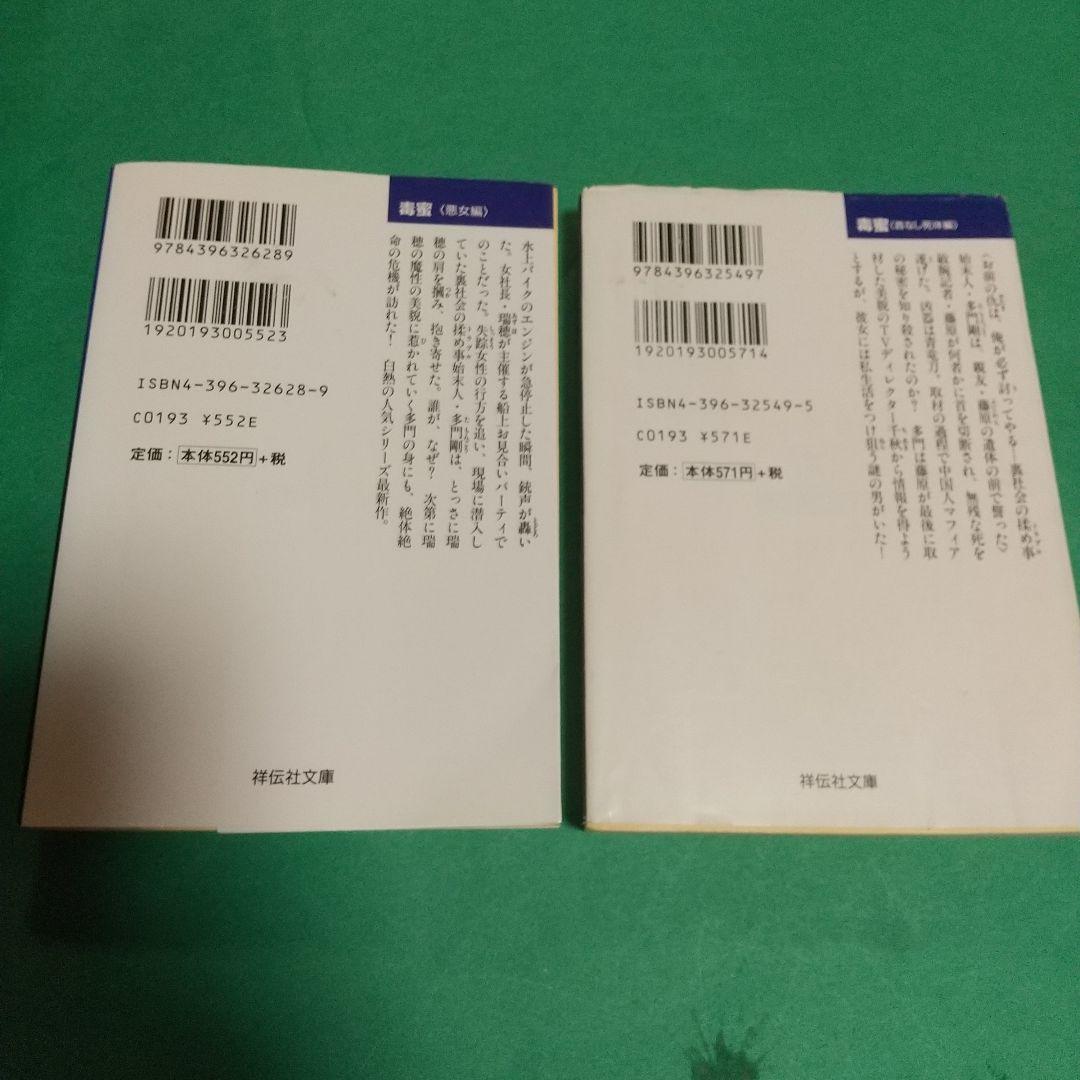 毒蜜〈悪女編〉
9784396326289
1920193005523
ISBN4-396-32628-9
C0193 ¥552E
定価：本体552円+税
水上バイクのエンジンが急停止した瞬間、銃声が轟い
た。女社長・瑞穂が主催する船上お見合いパーティで
のことだった。失踪女性の行方を追い、現場に潜入し
ていた裏社会の揉め事始末人・多門剛は、とっさに瑞
穂の肩を摑み、抱き寄せた。誰が、なぜ？ 次第に瑞
穂の魔性の美貌に惹かれていく多門の身にも、絶体絶
命の危機が訪れた！ 白熱の人気シリーズ最新作。
祥伝社文庫
毒蜜〈首なし死体編〉
9784396325497
1920193005714
ISBN4-396-32549-5
C0193 ¥571E
定価：本体571円+税
〈お前の仇は、俺が必ず討ってやる―裏社会の揉め事
始末人・多門剛は、親友・藤原の遺体の前で誓った〉
敏腕記者・藤原が何者かに首を切断され、無残な死を
遂げた。凶器は青竜刀。取材の過程で中国人マフィア
の秘密を知り殺されたのか？ 多門は藤原が最後に取
材した美貌のTVディレクター千秋から情報を得よう
とするが、彼女には私生活をつけ狙う謎の男がいた！
祥伝社文庫